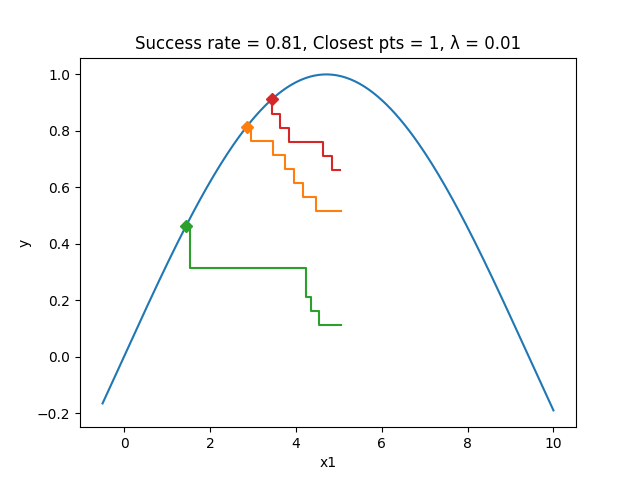 Success rate = 0.81, Closest pts = 1, λ = 0.01
1.0
0.8
0.6
y
0.4
0.2
0.0
−0.2
0 2 4 6 8 10
x1